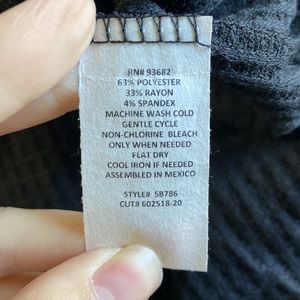 RN# 93682
63% POLYESTER
33% RAYON
4% SPANDEX
MACHINE WASH COLD
GENTLE CYCLE
NON-CHLORINE BLEACH
ONLY WHEN NEEDED
FLAT DRY
COOL IRON IF NEEDED
ASSEMBLED IN MEXICO
STYLE# 5B786
CUT# 602518-20